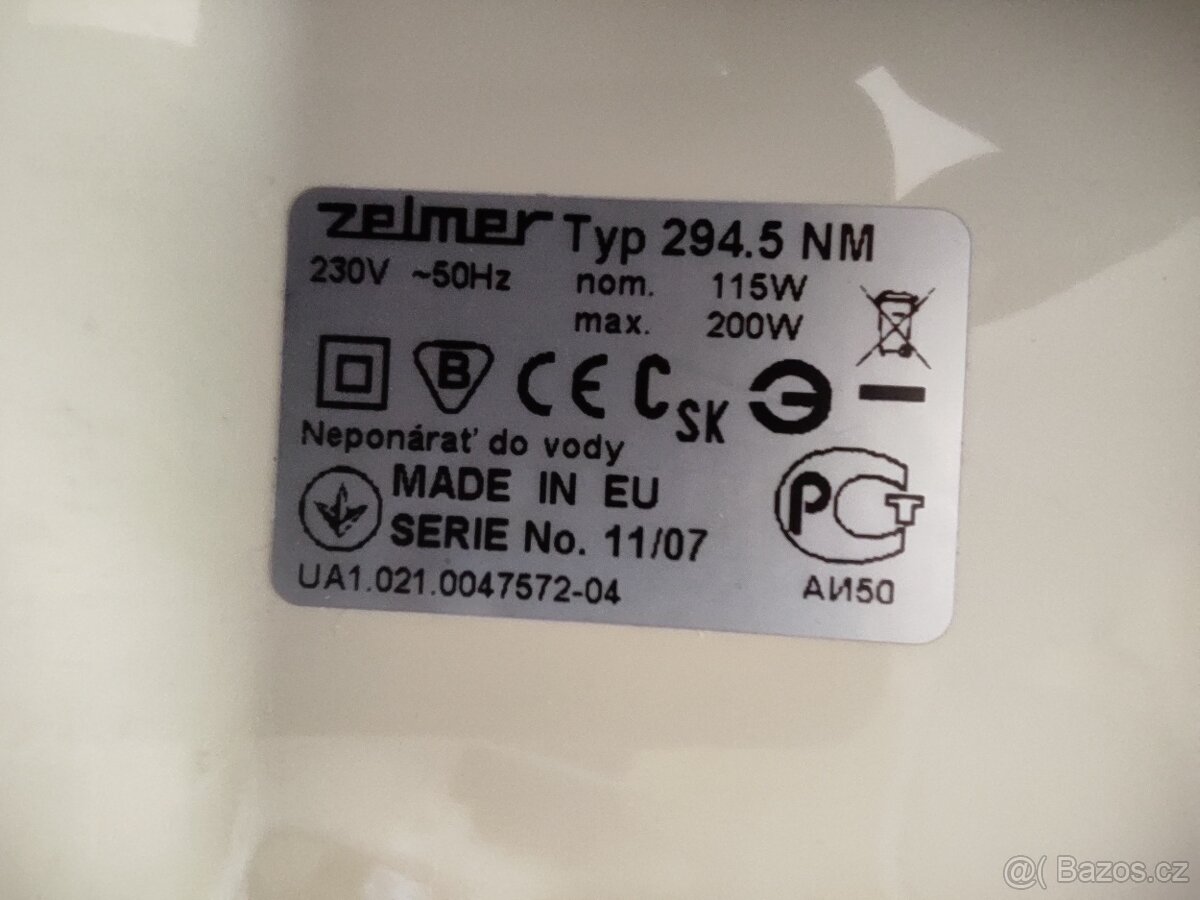 zelmer Typ 294.5 NM
230V ~50Hz nom. 115W
max. 200W
B CE C SK
Neponárať do vody
MADE IN EU
SERIE No. 11/07
UA1.021.0047572-04
PCT
АИ50
@( Bazos.cz